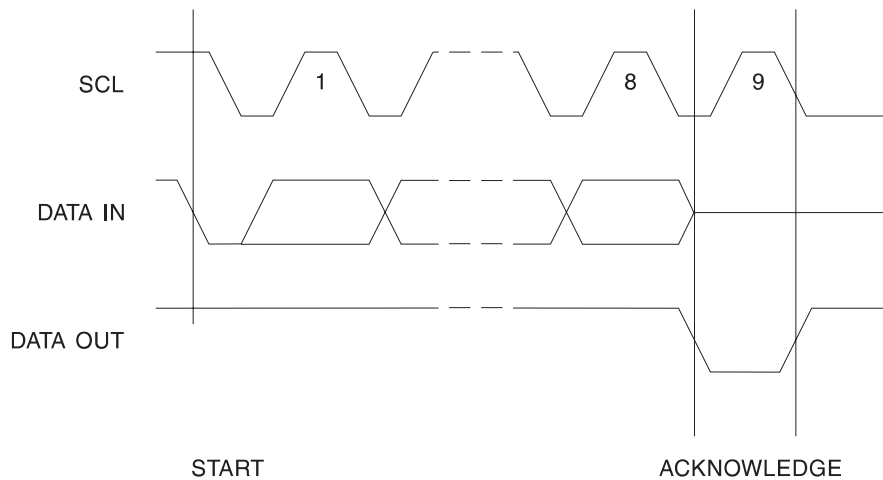 SCL
1
8
9
DATA IN
DATA OUT
START
ACKNOWLEDGE